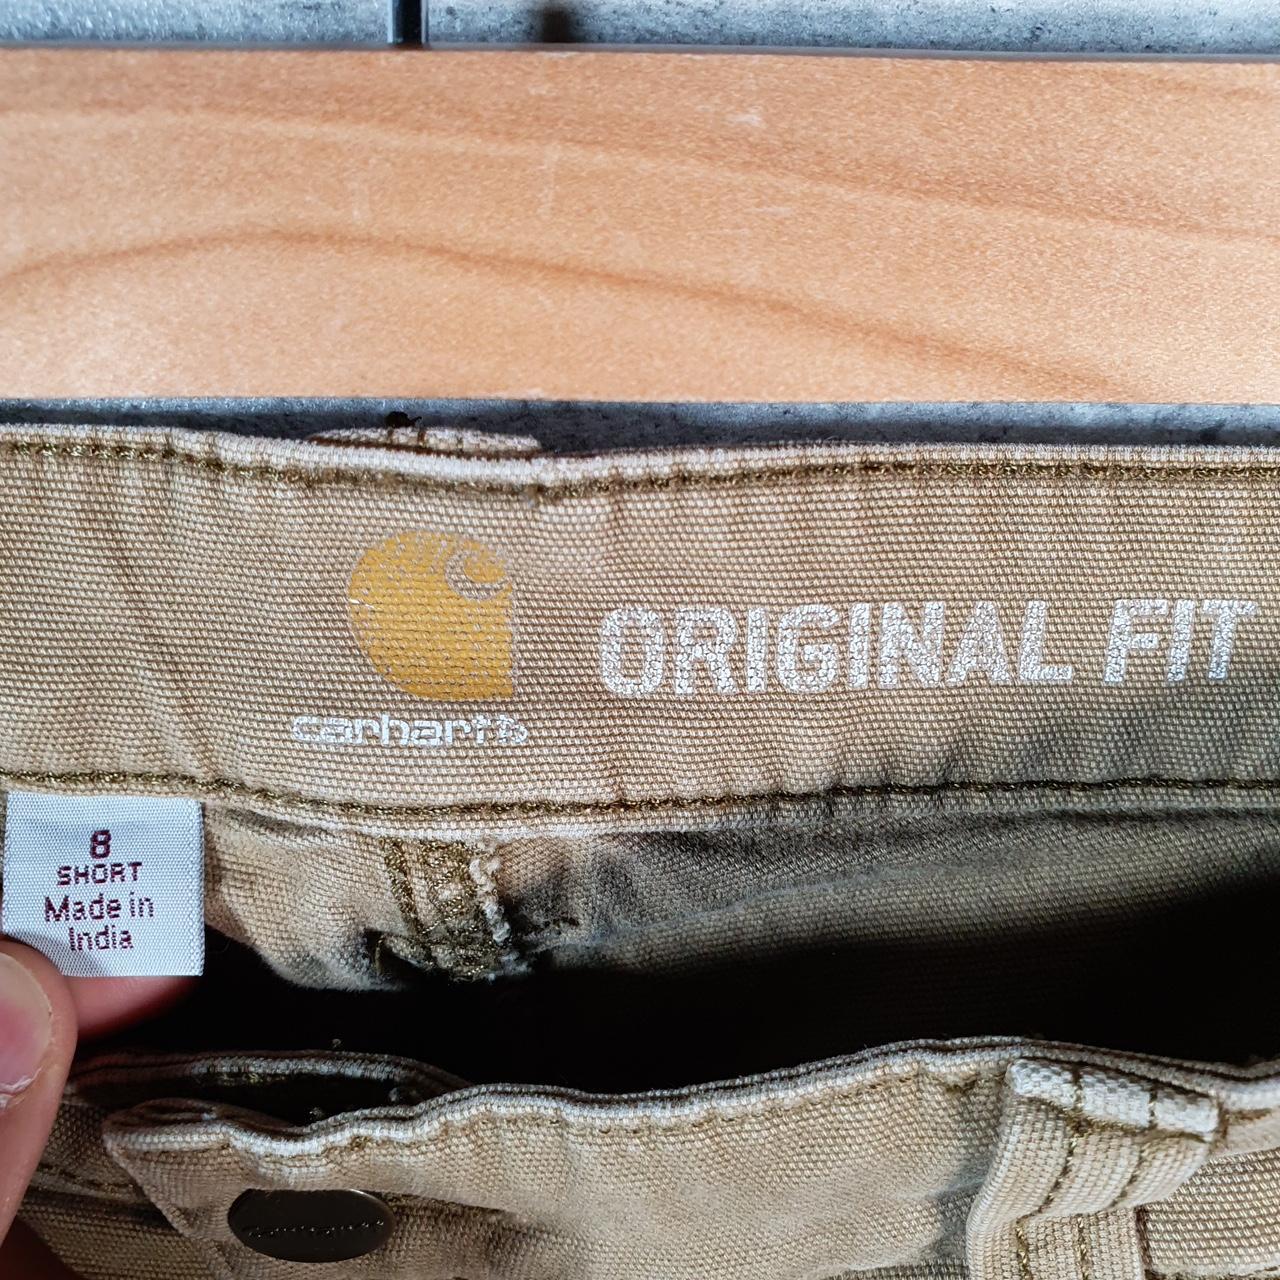 carhartt
ORIGINAL FIT
8
SHORT
Made in
India